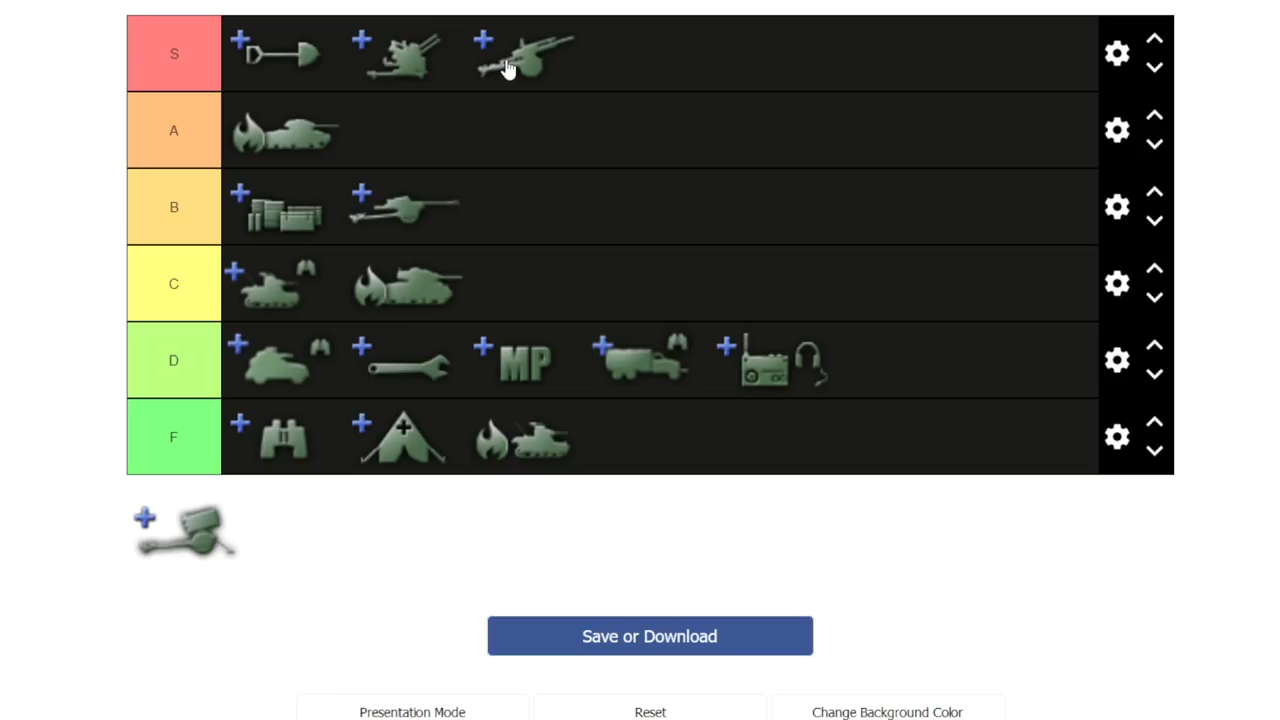 S
A
B
C
D
MP
F
Save or Download
Presentation Mode
Reset
Change Background Color